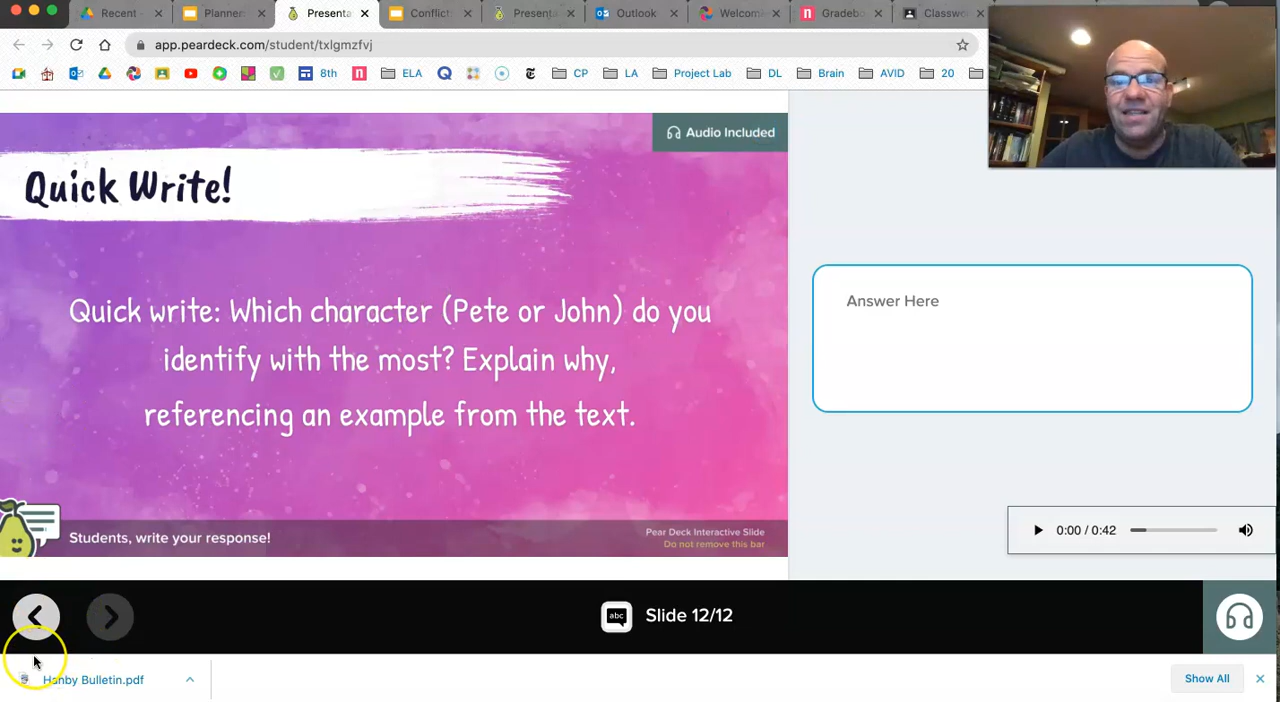 Recent
Planner
Presenta
Conflict
Presenta
Outlook
Welcom
Gradebo
Classwo
app.peardeck.com/student/txlgmzfvj
8th
ELA
CP
LA
Project Lab
DL
Brain
AVID
20
Audio Included
Quick Write!
Quick write: Which character (Pete or John) do you
identify with the most? Explain why,
referencing an example from the text.
Students, write your response!
Pear Deck Interactive Slide
Do not remove this bar
Answer Here
0:00 / 0:42
abc
Slide 12/12
Hanby Bulletin.pdf
Show All